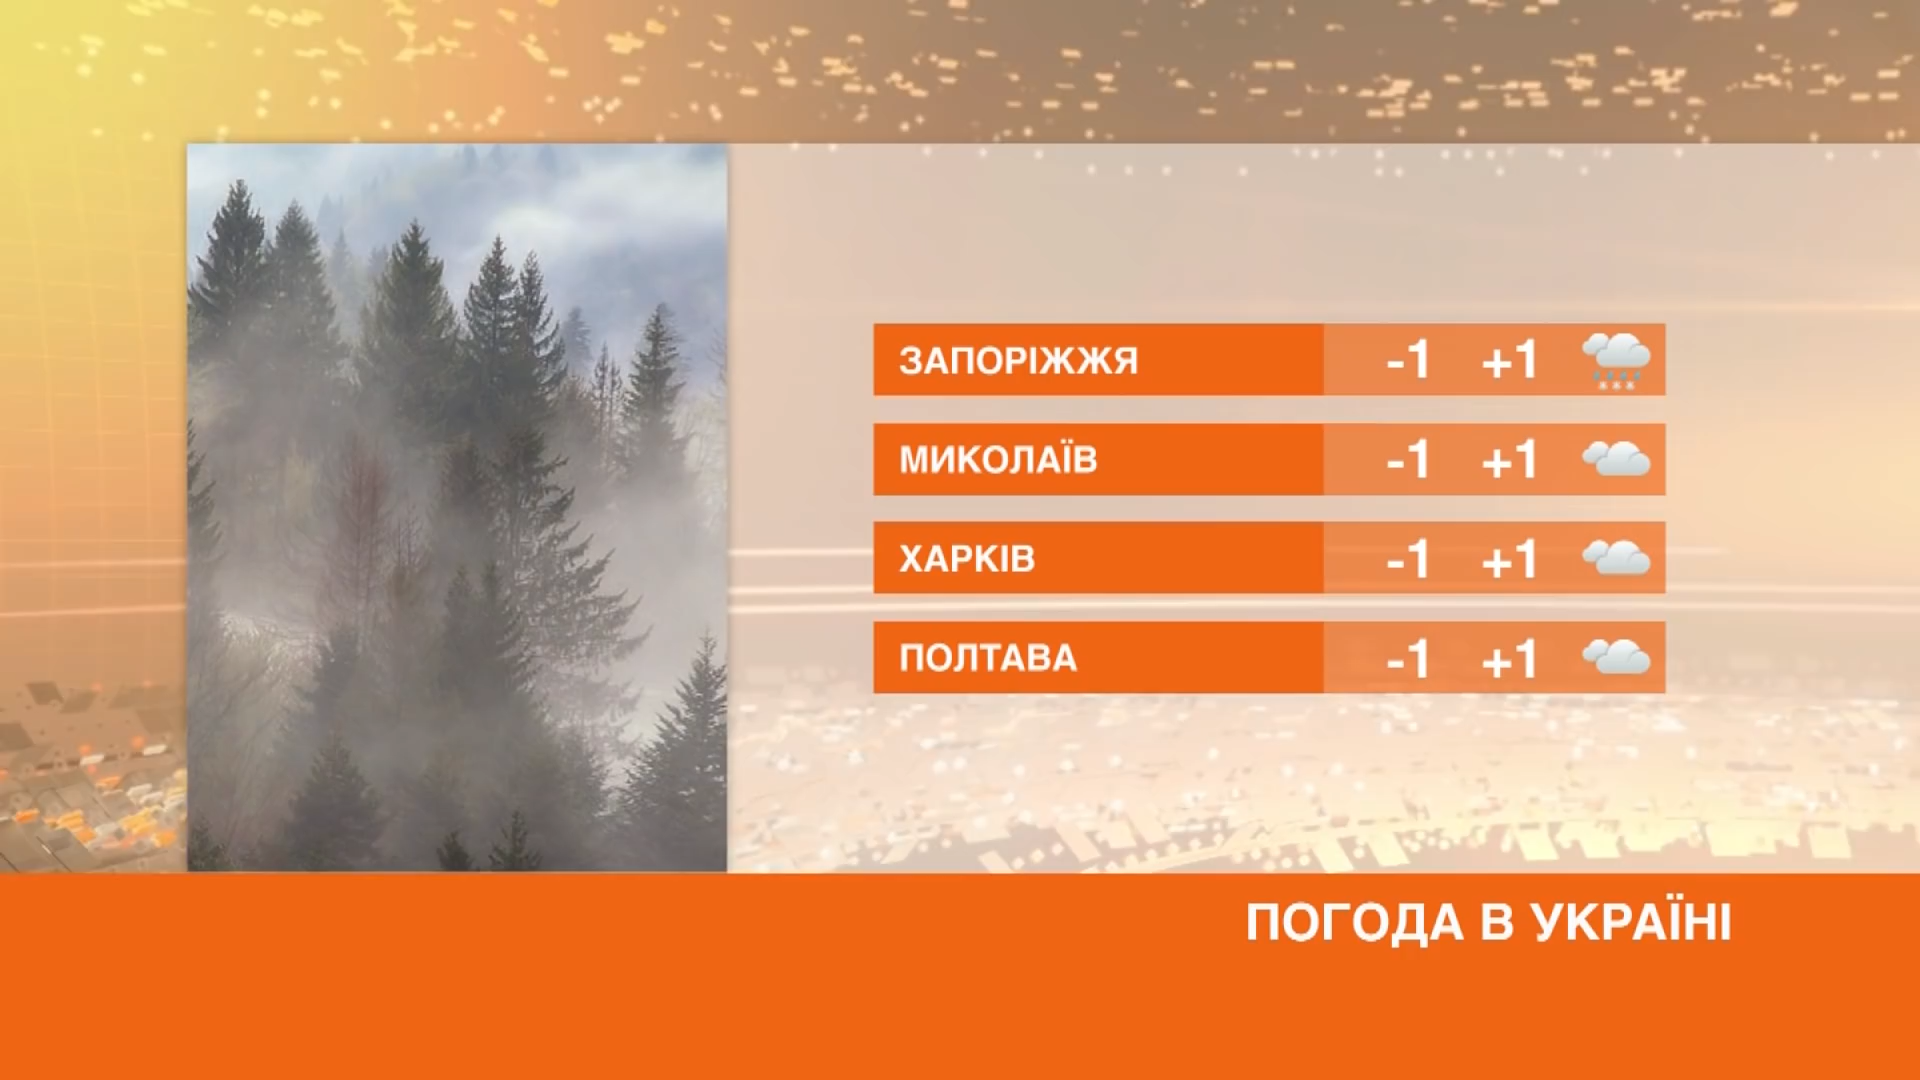 ЗАПОРІЖЖЯ -1 +1
МИКОЛАЇВ -1 +1
ХАРКІВ -1 +1
ПОЛТАВА -1 +1
ПОГОДА В УКРАЇНІ